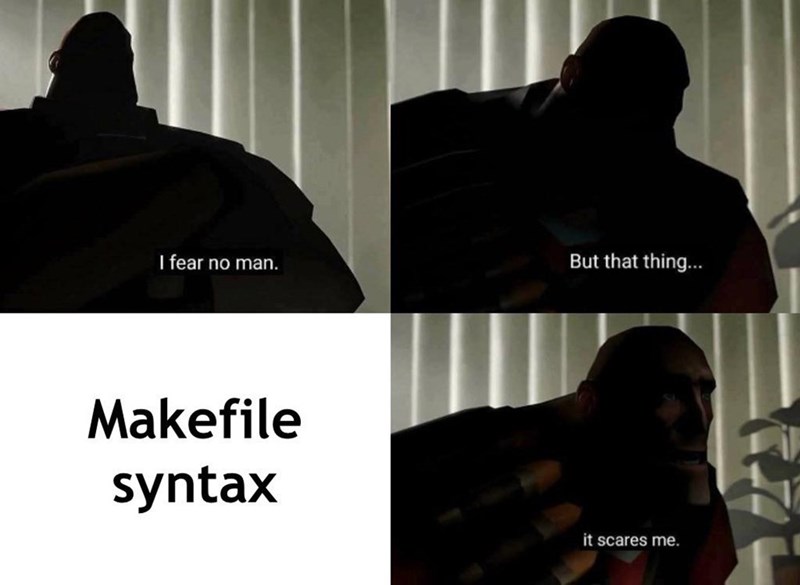 I fear no man.
But that thing...
Makefile
syntax
it scares me.